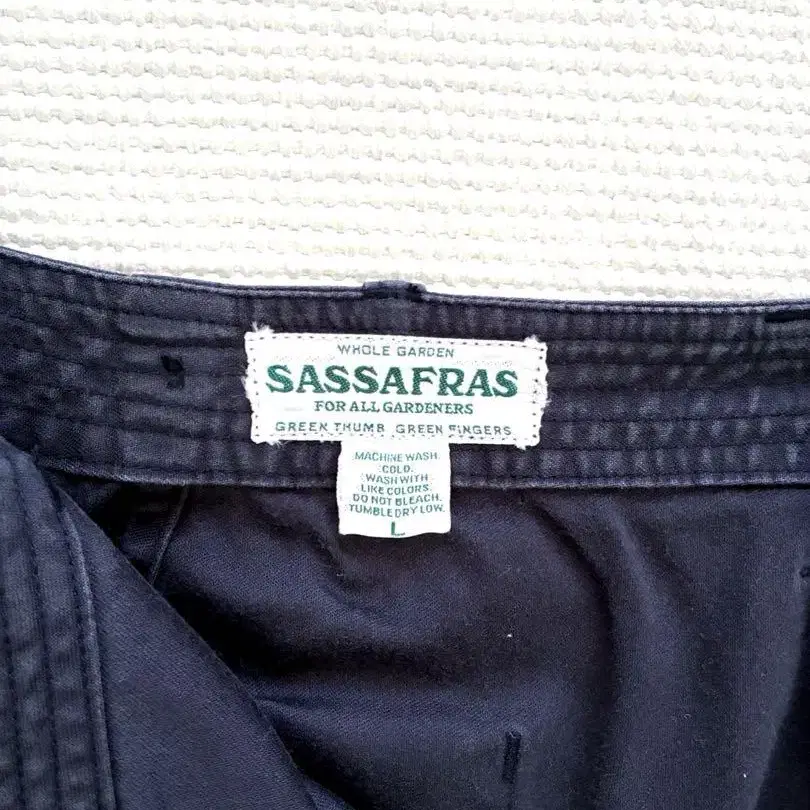 WHOLE GARDEN
SASSAFRAS
FOR ALL GARDENERS
GREEN THUMB GREEN FINGERS
MACHINE WASH
COLD.
WASH WITH
LIKE COLORS.
DO NOT BLEACH.
TUMBLE DRY LOW.
L